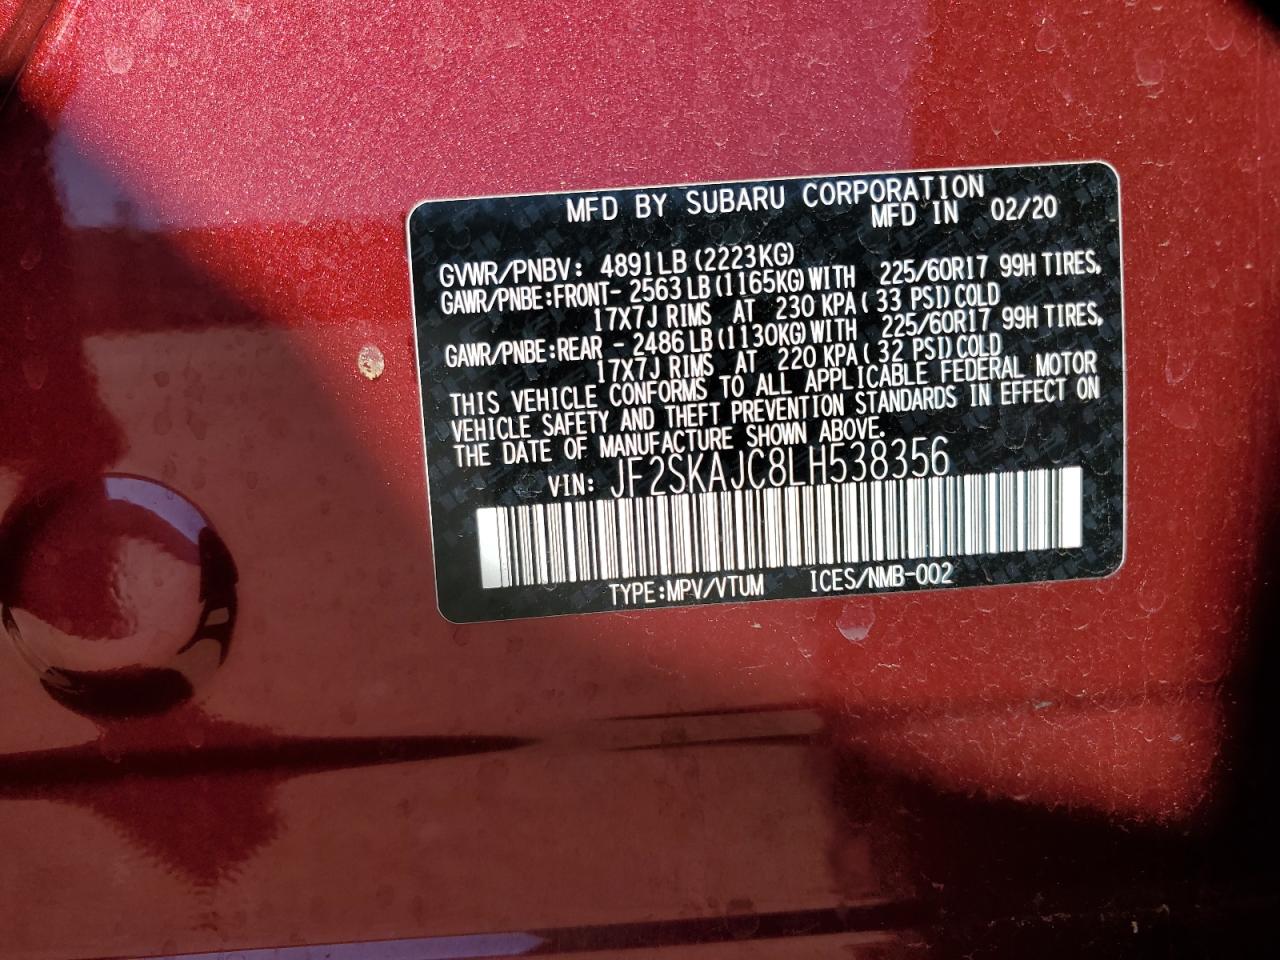 MFD BY SUBARU CORPORATION
MFD IN 02/20
GVWR/PNBV: 4891LB (2223KG)
GAWR/PNBE:FRONT- 2563LB(1165KG)WITH 225/60R17 99H TIRES,
17X7J RIMS AT 230 KPA( 33 PSI)COLD
GAWR/PNBE:REAR - 2486LB(1130KG)WITH 225/60R17 99H TIRES,
17X7J RIMS AT 220 KPA( 32 PSI)COLD
THIS VEHICLE CONFORMS TO ALL APPLICABLE FEDERAL MOTOR
VEHICLE SAFETY AND THEFT PREVENTION STANDARDS IN EFFECT ON
THE DATE OF MANUFACTURE SHOWN ABOVE.
VIN: JF2SKAJC8LH538356
TYPE:MPV/VTUM ICES/NMB-002